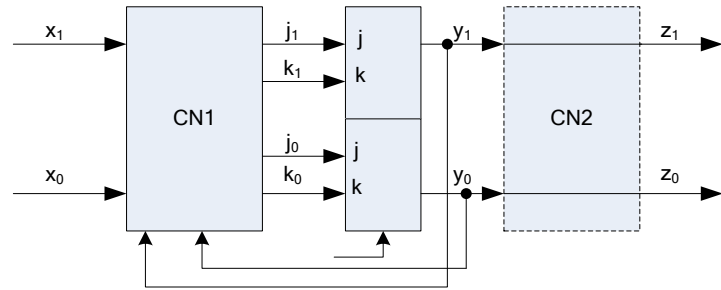 x₁ j₁ j y₁ z₁
k₁ k
CN1 CN2
j₀ j
x₀ k₀ k y₀ z₀